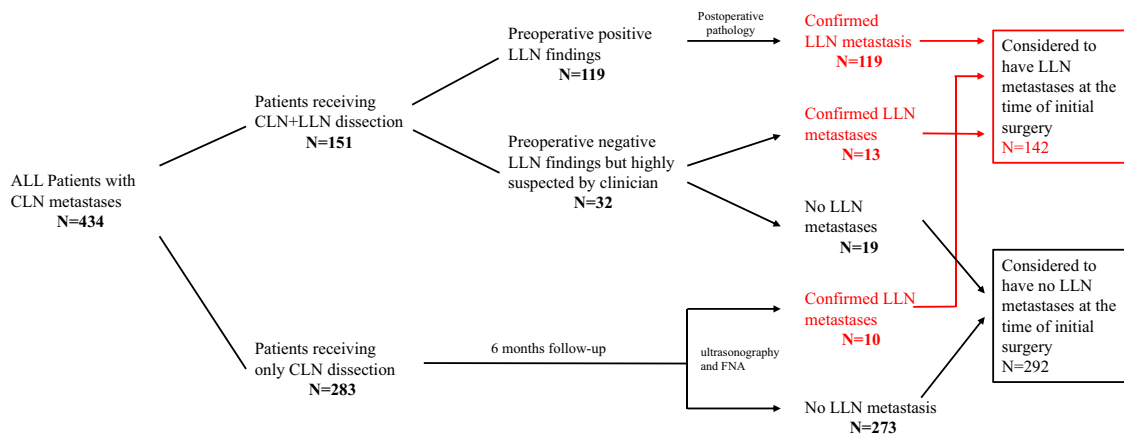 ALL Patients with
CLN metastases
N=434
Patients receiving
CLN+LLN dissection
N=151
Patients receiving
only CLN dissection
N=283
Preoperative positive
LLN findings
N=119
Preoperative negative
LLN findings but highly
suspected by clinician
N=32
6 months follow-up
Postoperative
pathology
ultrasonography
and FNA
Confirmed
LLN metastasis
N=119
Confirmed LLN
metastases
N=13
No LLN
metastases
N=19
Confirmed LLN
metastases
N=10
No LLN metastasis
N=273
Considered to
have LLN
metastases at the
time of initial
surgery
N=142
Considered to
have no LLN
metastases at the
time of initial
surgery
N=292